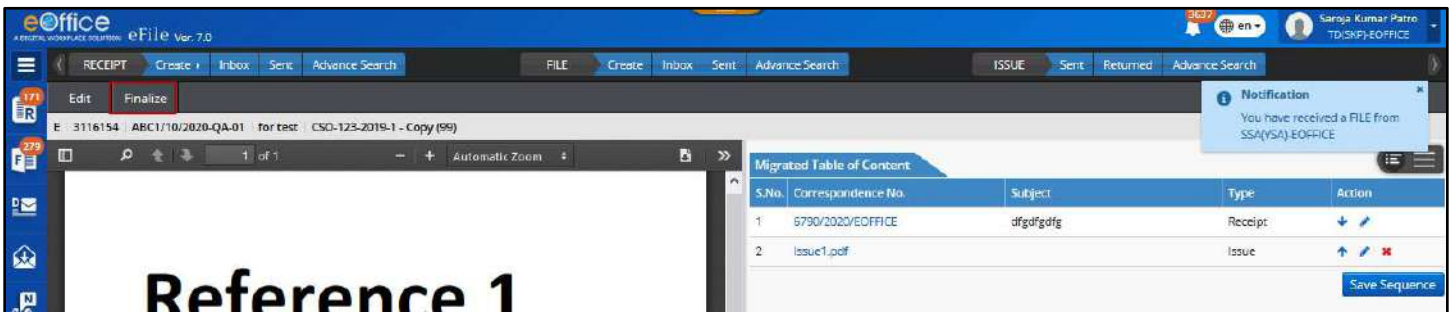 eOffice
A DIGITAL WORKPLACE SOLUTION
eFile Ver. 7.0
3637
en
Saroja Kumar Patro
TD(SKP)-EOFFICE
RECEIPT Create Inbox Sent Advance Search FILE Create Inbox Sent Advance Search ISSUE Sent Returned Advance Search
171
R
Edit Finalize
Notification
You have received a FILE from
SSA(YSA)-EOFFICE
E 3116154 ABC1/10/2020-QA-01 for test CSO-123-2019-1 - Copy (99)
279
F
1 of 1 Automatic Zoom
Migrated Table of Content
S.No. Correspondence No. Subject Type Action
1 6790/2020/EOFFICE dfgdfgdfg Receipt
2 Issue1.pdf Issue
Save Sequence
D
N
Reference 1